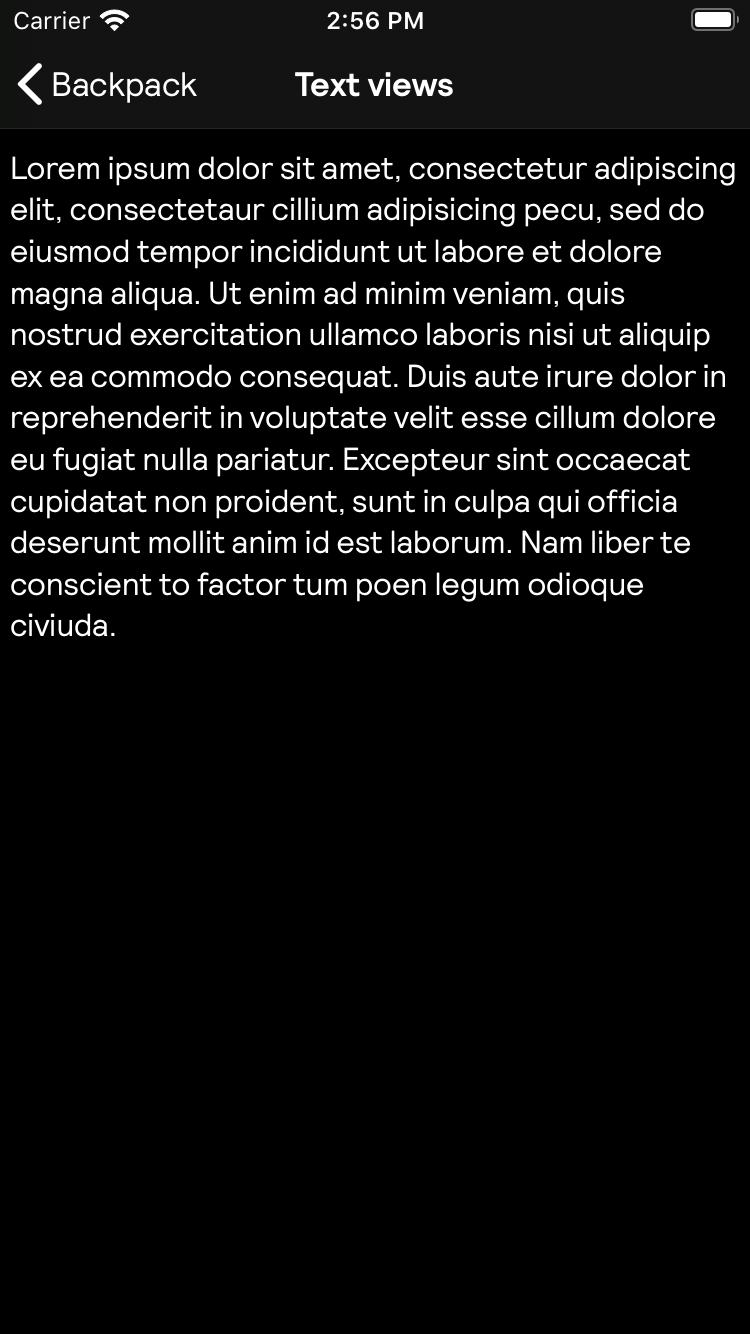 Carrier 2:56 PM
Backpack Text views
Lorem ipsum dolor sit amet, consectetur adipiscing
elit, consectetaur cillium adipisicing pecu, sed do
eiusmod tempor incididunt ut labore et dolore
magna aliqua. Ut enim ad minim veniam, quis
nostrud exercitation ullamco laboris nisi ut aliquip
ex ea commodo consequat. Duis aute irure dolor in
reprehenderit in voluptate velit esse cillum dolore
eu fugiat nulla pariatur. Excepteur sint occaecat
cupidatat non proident, sunt in culpa qui officia
deserunt mollit anim id est laborum. Nam liber te
conscient to factor tum poen legum odioque
civiuda.